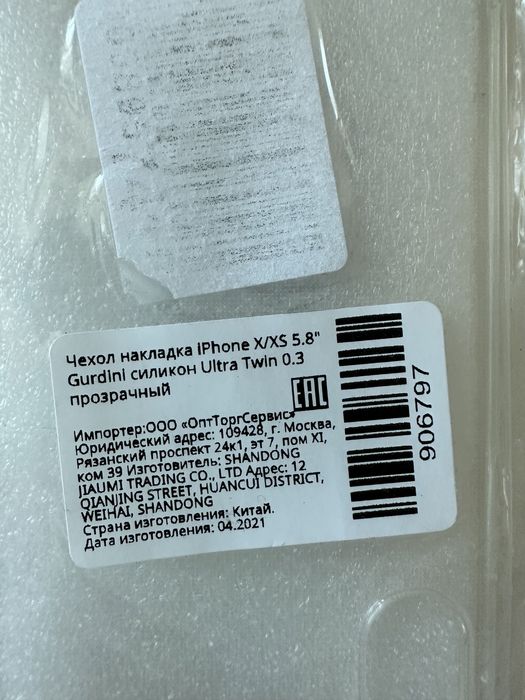 Чехол накладка iPhone X/XS 5.8"
Gurdini силикон Ultra Twin 0.3
прозрачный
EAC
Импортер:ООО «ОптТоргСервис»
Юридический адрес: 109428, г. Москва,
Рязанский проспект 24к1, эт 7, пом XI,
ком 39 Изготовитель: SHANDONG
JIAUMI TRADING CO., LTD Адрес: 12
QIANJING STREET, HUANCUI DISTRICT,
WEIHAI, SHANDONG
Страна изготовления: Китай.
Дата изготовления: 04.2021
906797